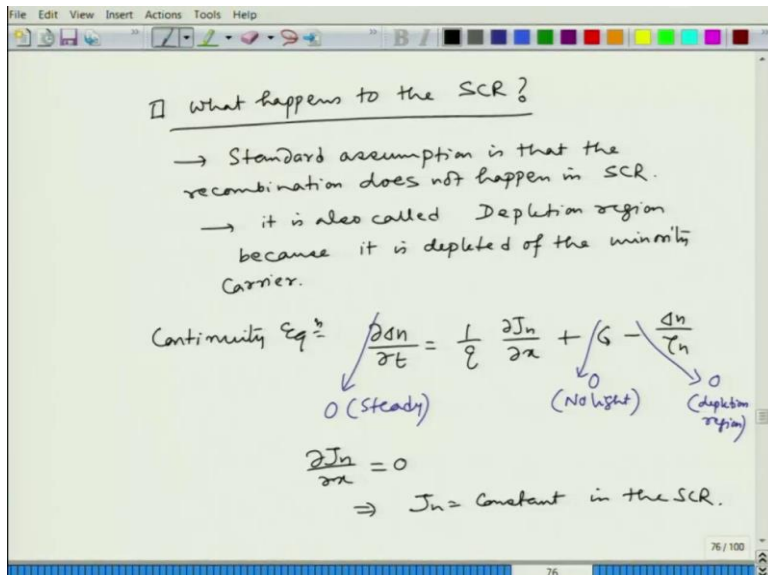 File Edit View Insert Actions Tools Help
B I
What happens to the SCR?
→ Standard assumption is that the
recombination does not happen in SCR.
→ it is also called Depletion region
because it is depleted of the minority
carrier.
Continuity Eqⁿ= ∂Δn/∂t = 1/q ∂Jn/∂x + G - Δn/τn
0 (Steady) 0 (No light) 0 (depletion region)
∂Jn/∂x = 0
⇒ Jn = Constant in the SCR.
76 / 100
76